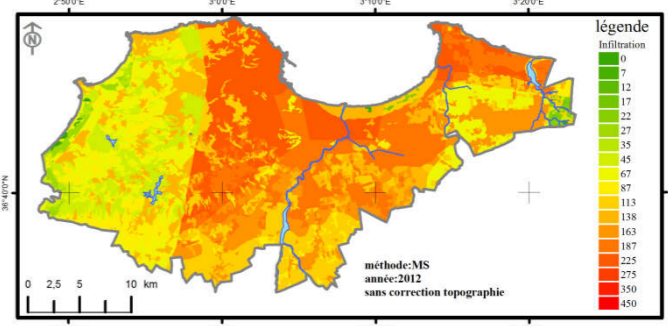 2°50'0"E 3°0'0"E 3°10'0"E 3°20'0"E
N
légende
Infiltration
0
7
12
17
22
27
35
45
67
87
113
138
163
187
225
275
350
450
36°40'0"N
méthode:MS
année:2012
sans correction topographie
0 2,5 5 10 km